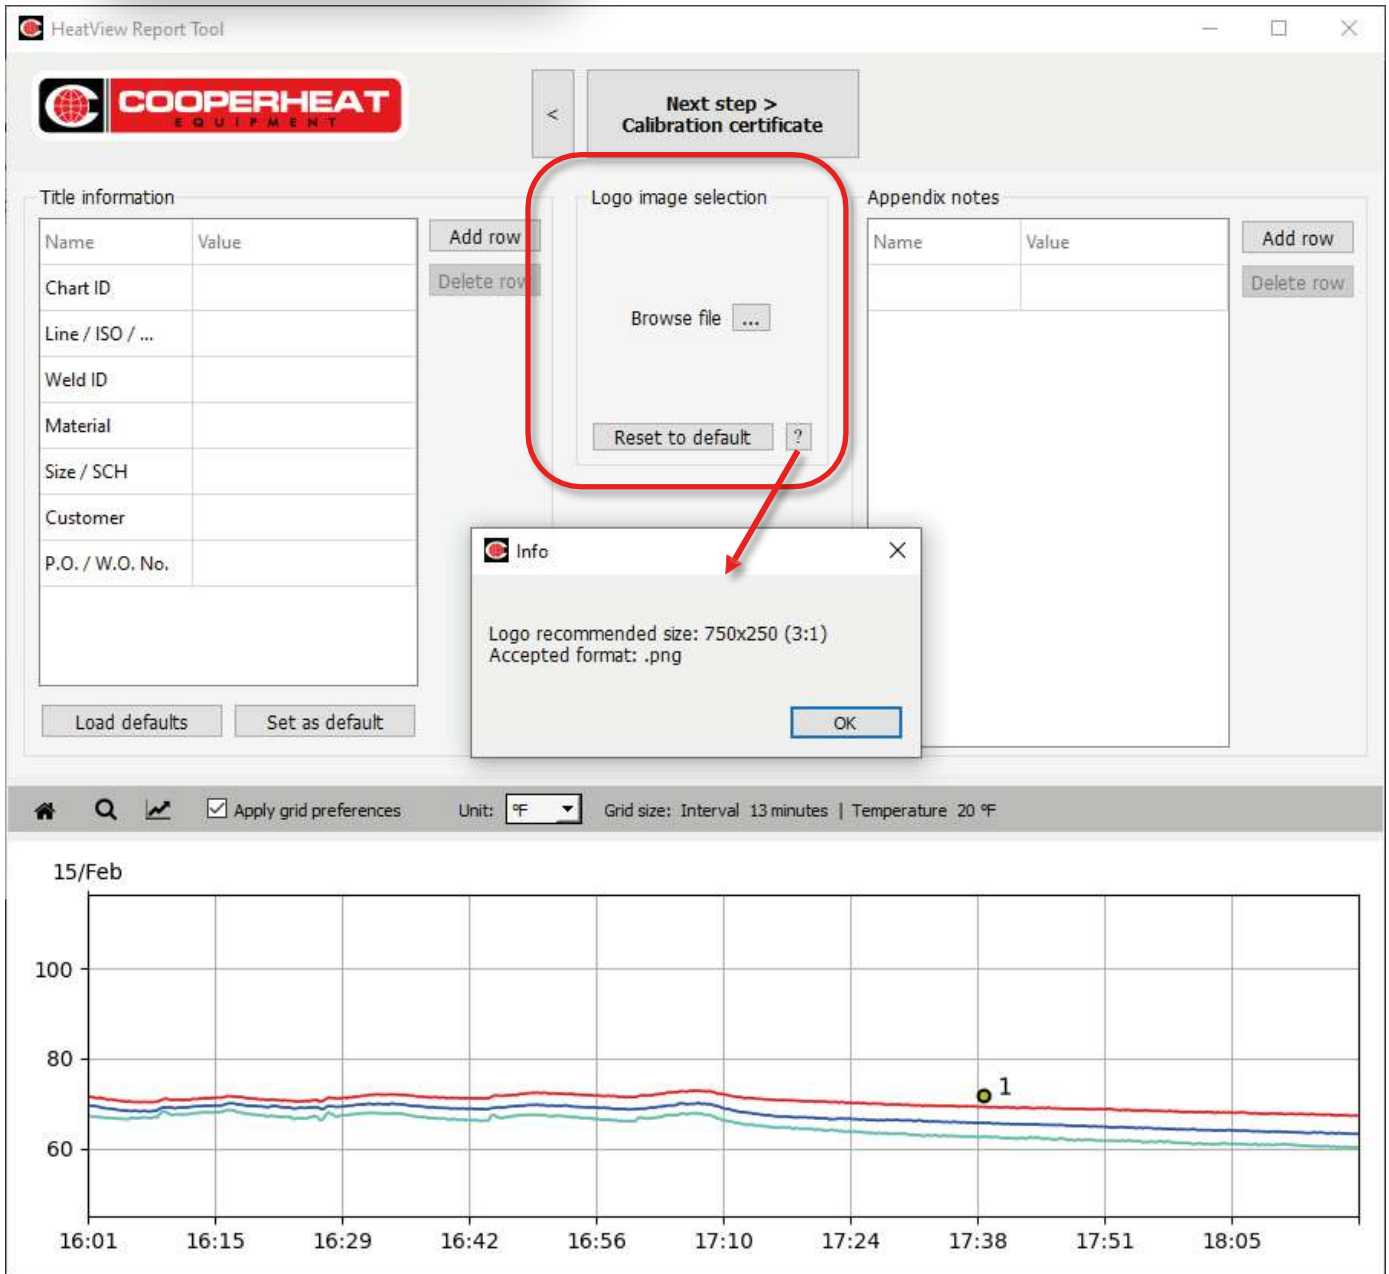 HeatView Report Tool
COOPERHEAT
EQUIPMENT
<
Next step >
Calibration certificate
Title information
Name Value
Chart ID
Line / ISO / ...
Weld ID
Material
Size / SCH
Customer
P.O. / W.O. No.
Add row
Delete row
Load defaults Set as default
Logo image selection
Browse file ...
Reset to default ?
Appendix notes
Name Value
Add row
Delete row
Info
Logo recommended size: 750x250 (3:1)
Accepted format: .png
OK
Apply grid preferences Unit: °F Grid size: Interval 13 minutes | Temperature 20 °F
15/Feb
100
80
60
1
16:01 16:15 16:29 16:42 16:56 17:10 17:24 17:38 17:51 18:05